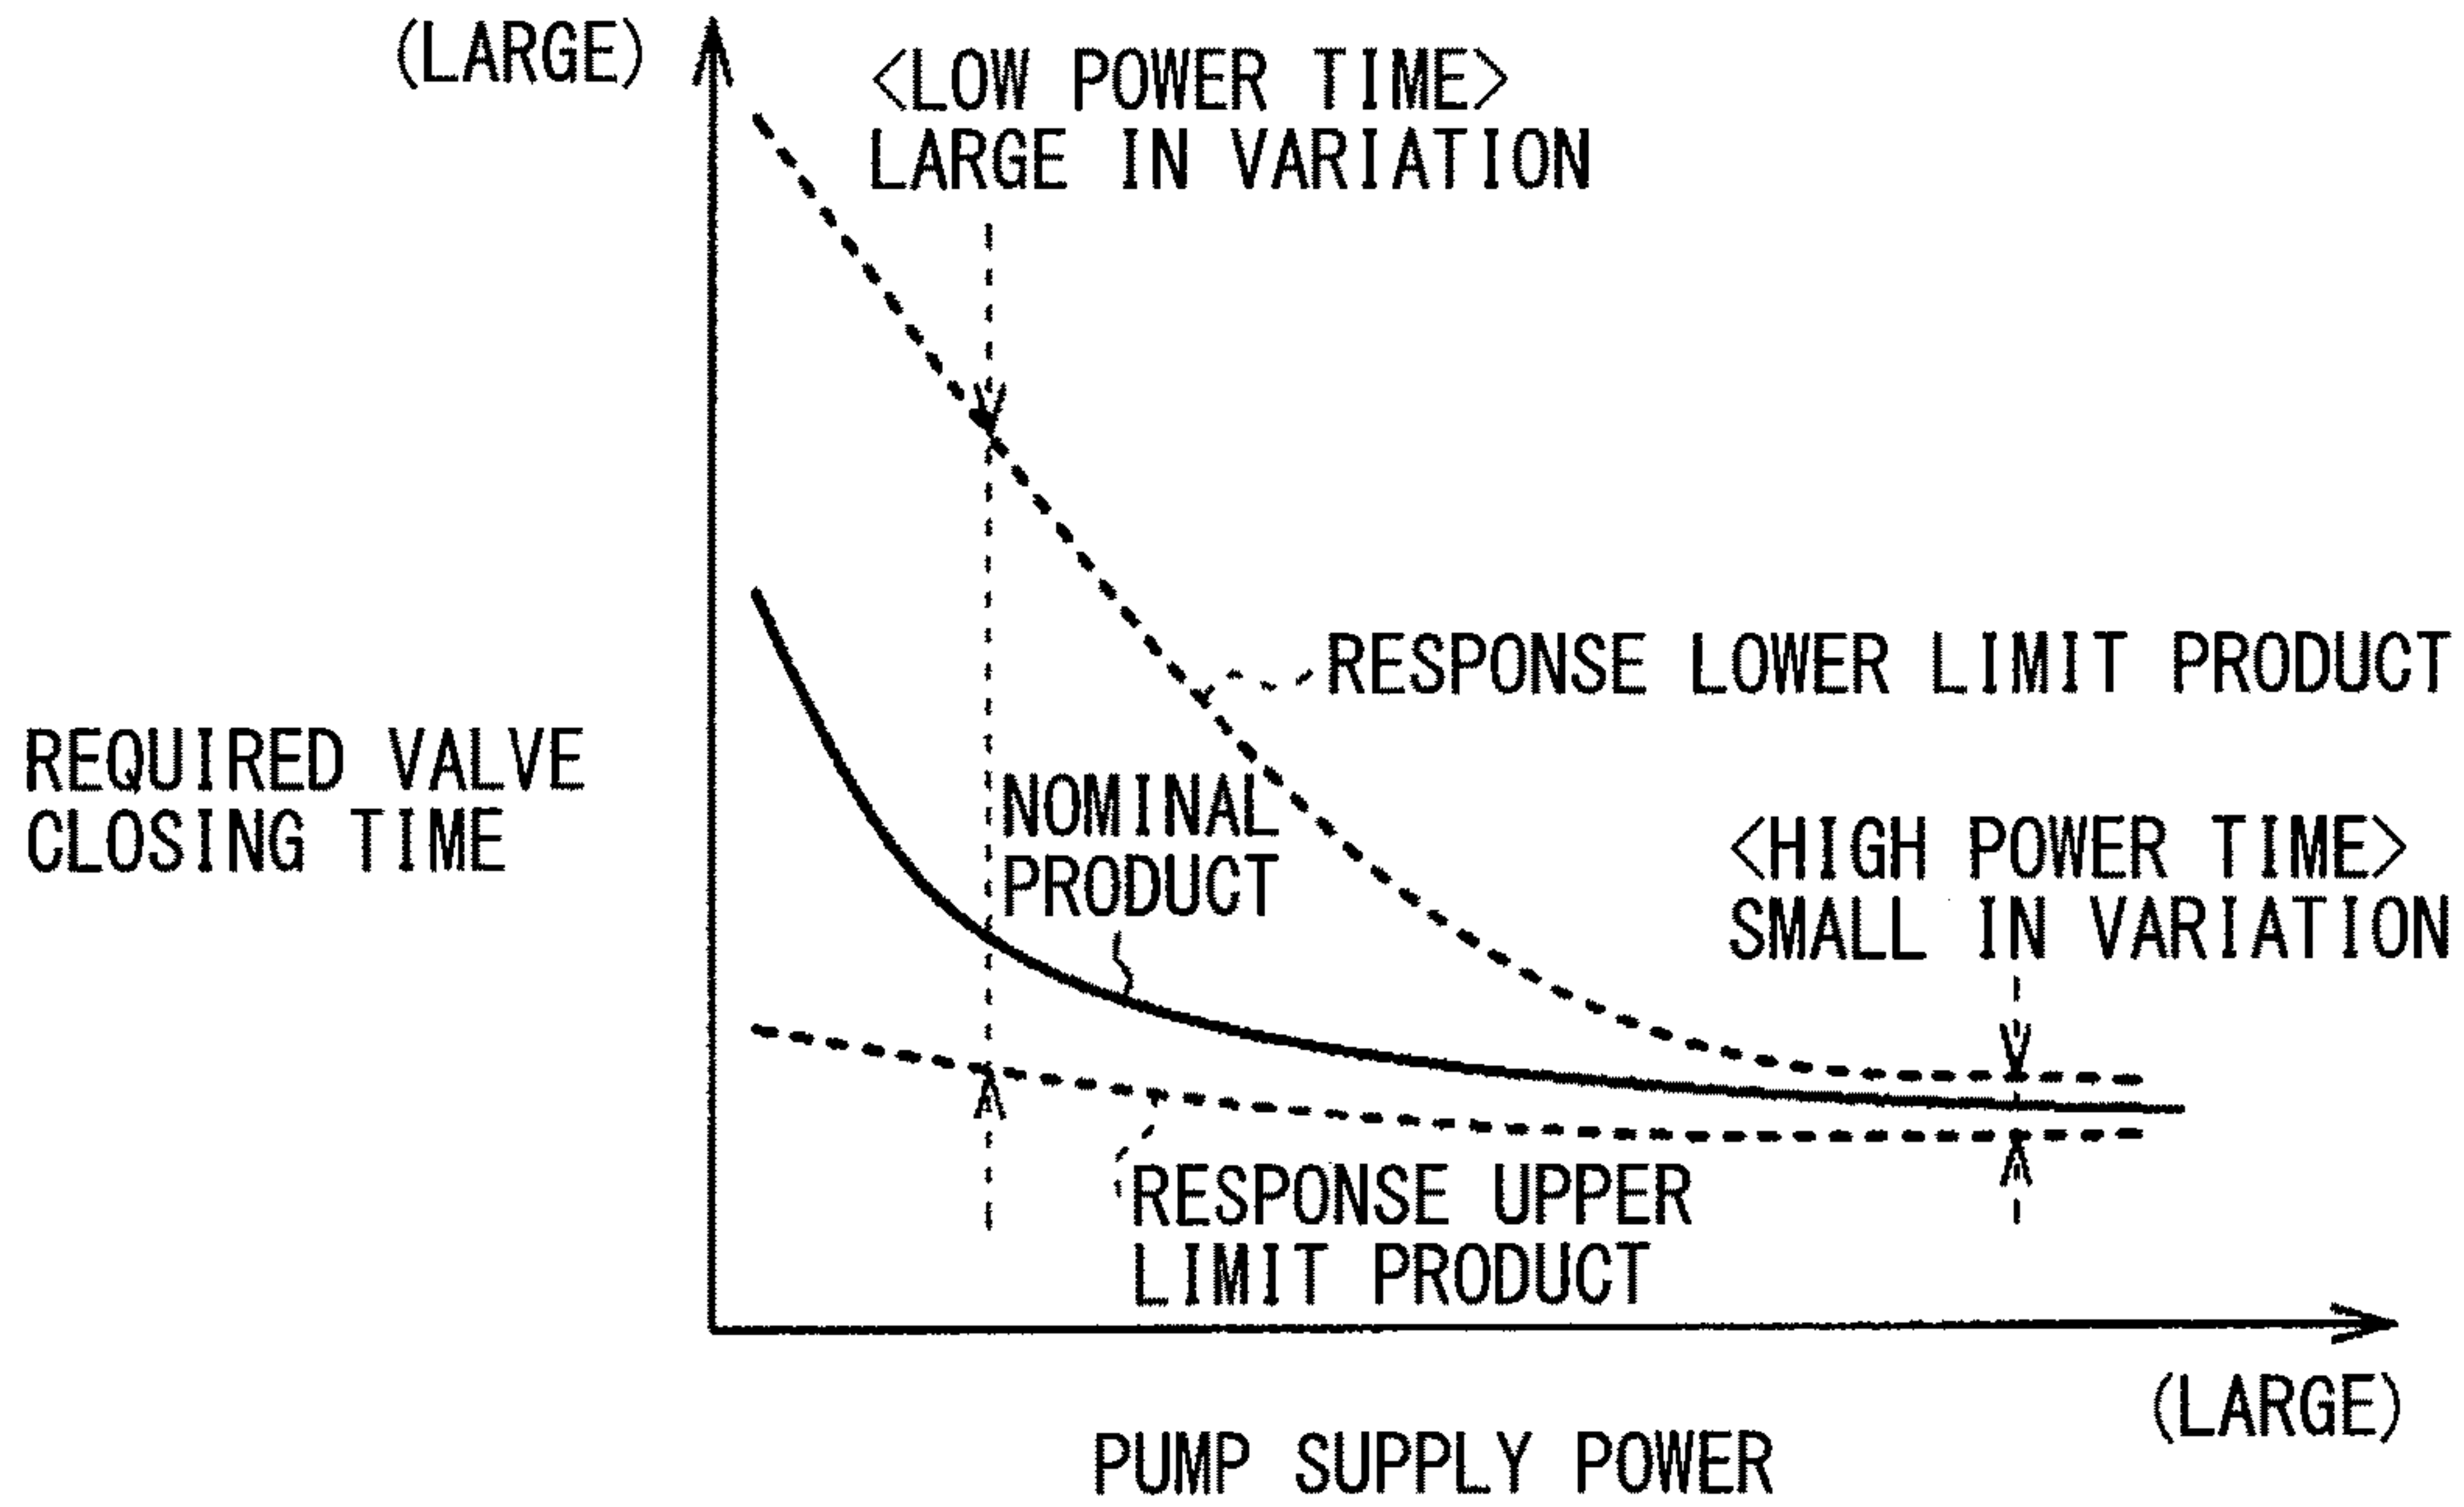 (LARGE)
<LOW POWER TIME>
LARGE IN VARIATION
RESPONSE LOWER LIMIT PRODUCT
REQUIRED VALVE
CLOSING TIME
NOMINAL
PRODUCT
<HIGH POWER TIME>
SMALL IN VARIATION
RESPONSE UPPER
LIMIT PRODUCT
(LARGE)
PUMP SUPPLY POWER